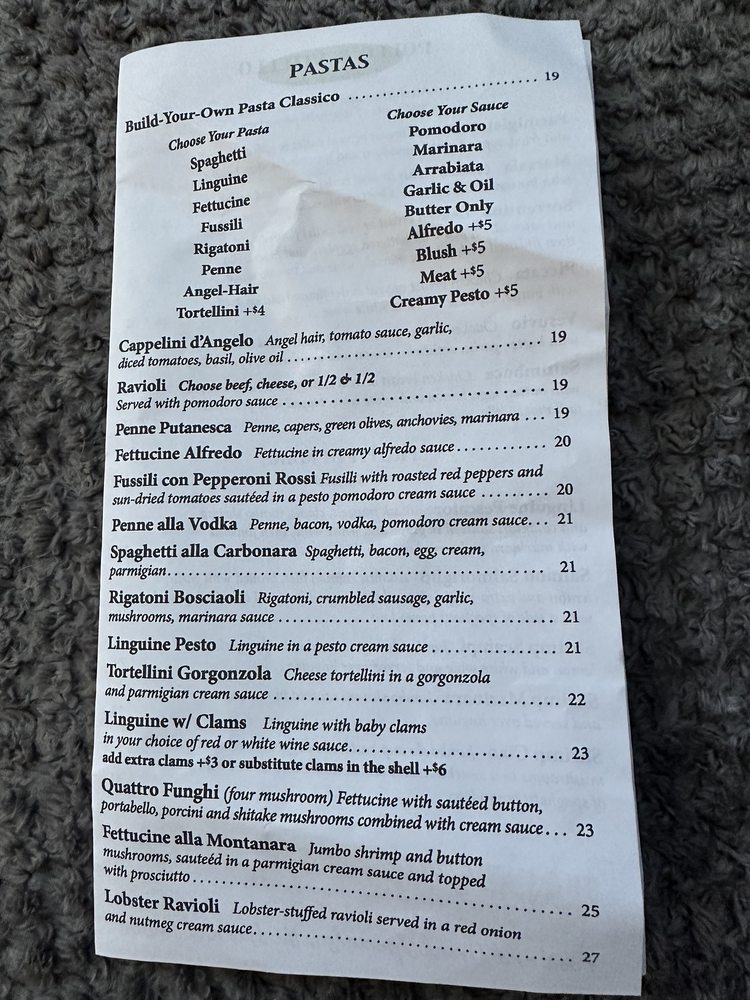 PASTAS
Build-Your-Own Pasta Classico ............................ 19
Choose Your Pasta
Spaghetti
Linguine
Fettucine
Fussili
Rigatoni
Penne
Angel-Hair
Tortellini +$4
Choose Your Sauce
Pomodoro
Marinara
Arrabiata
Garlic & Oil
Butter Only
Alfredo +$5
Blush +$5
Meat +$5
Creamy Pesto +$5
Cappelini d'Angelo Angel hair, tomato sauce, garlic,
diced tomatoes, basil, olive oil .................................... 19
Ravioli Choose beef, cheese, or 1/2 & 1/2
Served with pomodoro sauce ..................................... 19
Penne Putanesca Penne, capers, green olives, anchovies, marinara ... 19
Fettucine Alfredo Fettucine in creamy alfredo sauce............ 20
Fussili con Pepperoni Rossi Fusilli with roasted red peppers and
sun-dried tomatoes sautéed in a pesto pomodoro cream sauce ......... 20
Penne alla Vodka Penne, bacon, vodka, pomodoro cream sauce... 21
Spaghetti alla Carbonara Spaghetti, bacon, egg, cream,
parmigian.................................................... 21
Rigatoni Bosciaoli Rigatoni, crumbled sausage, garlic,
mushrooms, marinara sauce ..................................... 21
Linguine Pesto Linguine in a pesto cream sauce ................. 21
Tortellini Gorgonzola Cheese tortellini in a gorgonzola
and parmigian cream sauce ...................................... 22
Linguine w/ Clams Linguine with baby clams
in your choice of red or white wine sauce............................ 23
add extra clams +$3 or substitute clams in the shell +$6
Quattro Funghi (four mushroom) Fettucine with sautéed button,
portabello, porcini and shitake mushrooms combined with cream sauce... 23
Fettucine alla Montanara Jumbo shrimp and button
mushrooms, sauteéd in a parmigian cream sauce and topped
with prosciutto ................................................ 25
Lobster Ravioli Lobster-stuffed ravioli served in a red onion
and nutmeg cream sauce........................................ 27